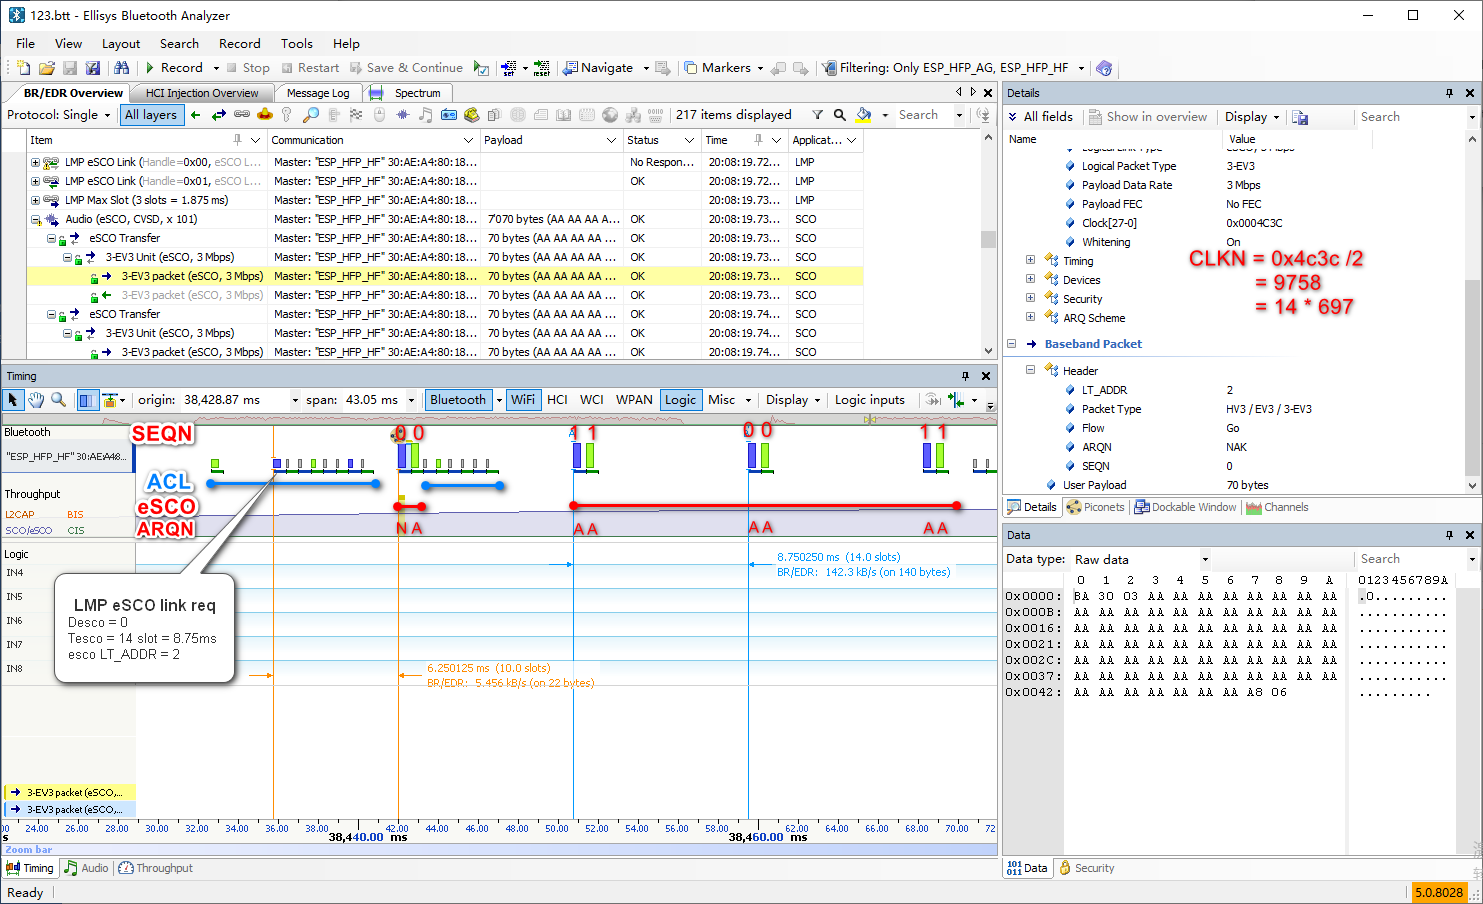 123.btt - Ellisys Bluetooth Analyzer
File View Layout Search Record Tools Help
Record Stop Restart Save & Continue Navigate Markers Filtering: Only ESP_HFP_AG, ESP_HFP_HF
BR/EDR Overview HCI Injection Overview Message Log Spectrum
Protocol: Single All layers 217 items displayed Search
Item Communication Payload Status Time Applicat...
LMP eSCO Link (Handle=0x00, eSCO L... Master: "ESP_HFP_HF" 30:AE:A4:80:18... No Respon... 20:08:19.72... LMP
LMP eSCO Link (Handle=0x01, eSCO L... Master: "ESP_HFP_HF" 30:AE:A4:80:18... OK 20:08:19.72... LMP
LMP Max Slot (3 slots = 1.875 ms) Master: "ESP_HFP_HF" 30:AE:A4:80:18... 20:08:19.72... LMP
Audio (eSCO, CVSD, x 101) Master: "ESP_HFP_HF" 30:AE:A4:80:18... 7'070 bytes (AA AA AA A... OK 20:08:19.73... SCO
eSCO Transfer Master: "ESP_HFP_HF" 30:AE:A4:80:18... 70 bytes (AA AA AA AA ... OK 20:08:19.73... SCO
3-EV3 Unit (eSCO, 3 Mbps) Master: "ESP_HFP_HF" 30:AE:A4:80:18... 70 bytes (AA AA AA AA ... OK 20:08:19.73... SCO
3-EV3 packet (eSCO, 3 Mbps) Master: "ESP_HFP_HF" 30:AE:A4:80:18... 70 bytes (AA AA AA AA ... OK 20:08:19.73... SCO
3-EV3 packet (eSCO, 3 Mbps) Master: "ESP_HFP_HF" 30:AE:A4:80:18... 70 bytes (AA AA AA AA ... OK 20:08:19.73... SCO
eSCO Transfer Master: "ESP_HFP_HF" 30:AE:A4:80:18... 70 bytes (AA AA AA AA ... OK 20:08:19.74... SCO
3-EV3 Unit (eSCO, 3 Mbps) Master: "ESP_HFP_HF" 30:AE:A4:80:18... 70 bytes (AA AA AA AA ... OK 20:08:19.74... SCO
3-EV3 packet (eSCO, 3 Mbps) Master: "ESP_HFP_HF" 30:AE:A4:80:18... 70 bytes (AA AA AA AA ... OK 20:08:19.74... SCO
Timing
origin: 38,428.87 ms span: 43.05 ms Bluetooth WiFi HCI WCI WPAN Logic Misc Display Logic inputs
Bluetooth
SEQN 0 0 1 1 0 0 1 1
"ESP_HFP_HF" 30:AE:A4:8...
ACL
Throughput
eSCO
L2CAP BIS
SCO/eSCO CIS
ARQN N A A A A A A A
Logic
IN4
8.750250 ms (14.0 slots)
BR/EDR: 142.3 kB/s (on 140 bytes)
IN5
LMP eSCO link req
Desco = 0
Tesco = 14 slot = 8.75ms
esco LT_ADDR = 2
IN6
IN7
IN8
6.250125 ms (10.0 slots)
BR/EDR: 5.456 kB/s (on 22 bytes)
3-EV3 packet (eSCO,...
3-EV3 packet (eSCO,...
24.00 26.00 28.00 30.00 32.00 34.00 36.00 38.00 42.00 44.00 46.00 48.00 50.00 52.00 54.00 56.00 58.00 62.00 64.00 66.00 68.00 70.00 72
38,440.00 ms 38,460.00 ms
Zoom bar
Timing Audio Throughput
Ready
Details
All fields Show in overview Display Search
Name Value
Logical Link Type eSCO, 3 Mbps
Logical Packet Type 3-EV3
Payload Data Rate 3 Mbps
Payload FEC No FEC
Clock[27-0] 0x0004C3C
Whitening On
Timing
Devices
Security
ARQ Scheme
CLKN = 0x4c3c /2
= 9758
= 14 * 697
Baseband Packet
Header
LT_ADDR 2
Packet Type HV3 / EV3 / 3-EV3
Flow Go
ARQN NAK
SEQN 0
User Payload 70 bytes
Details Piconets Dockable Window Channels
Data
Data type: Raw data Search
0 1 2 3 4 5 6 7 8 9 A 0123456789A
0x0000: BA 30 03 AA AA AA AA AA AA AA AA .0.........
0x000B: AA AA AA AA AA AA AA AA AA AA AA ...........
0x0016: AA AA AA AA AA AA AA AA AA AA AA ...........
0x0021: AA AA AA AA AA AA AA AA AA AA AA ...........
0x002C: AA AA AA AA AA AA AA AA AA AA AA ...........
0x0037: AA AA AA AA AA AA AA AA AA AA AA ...........
0x0042: AA AA AA AA AA AA AA A8 06 .........
Data Security
5.0.8028